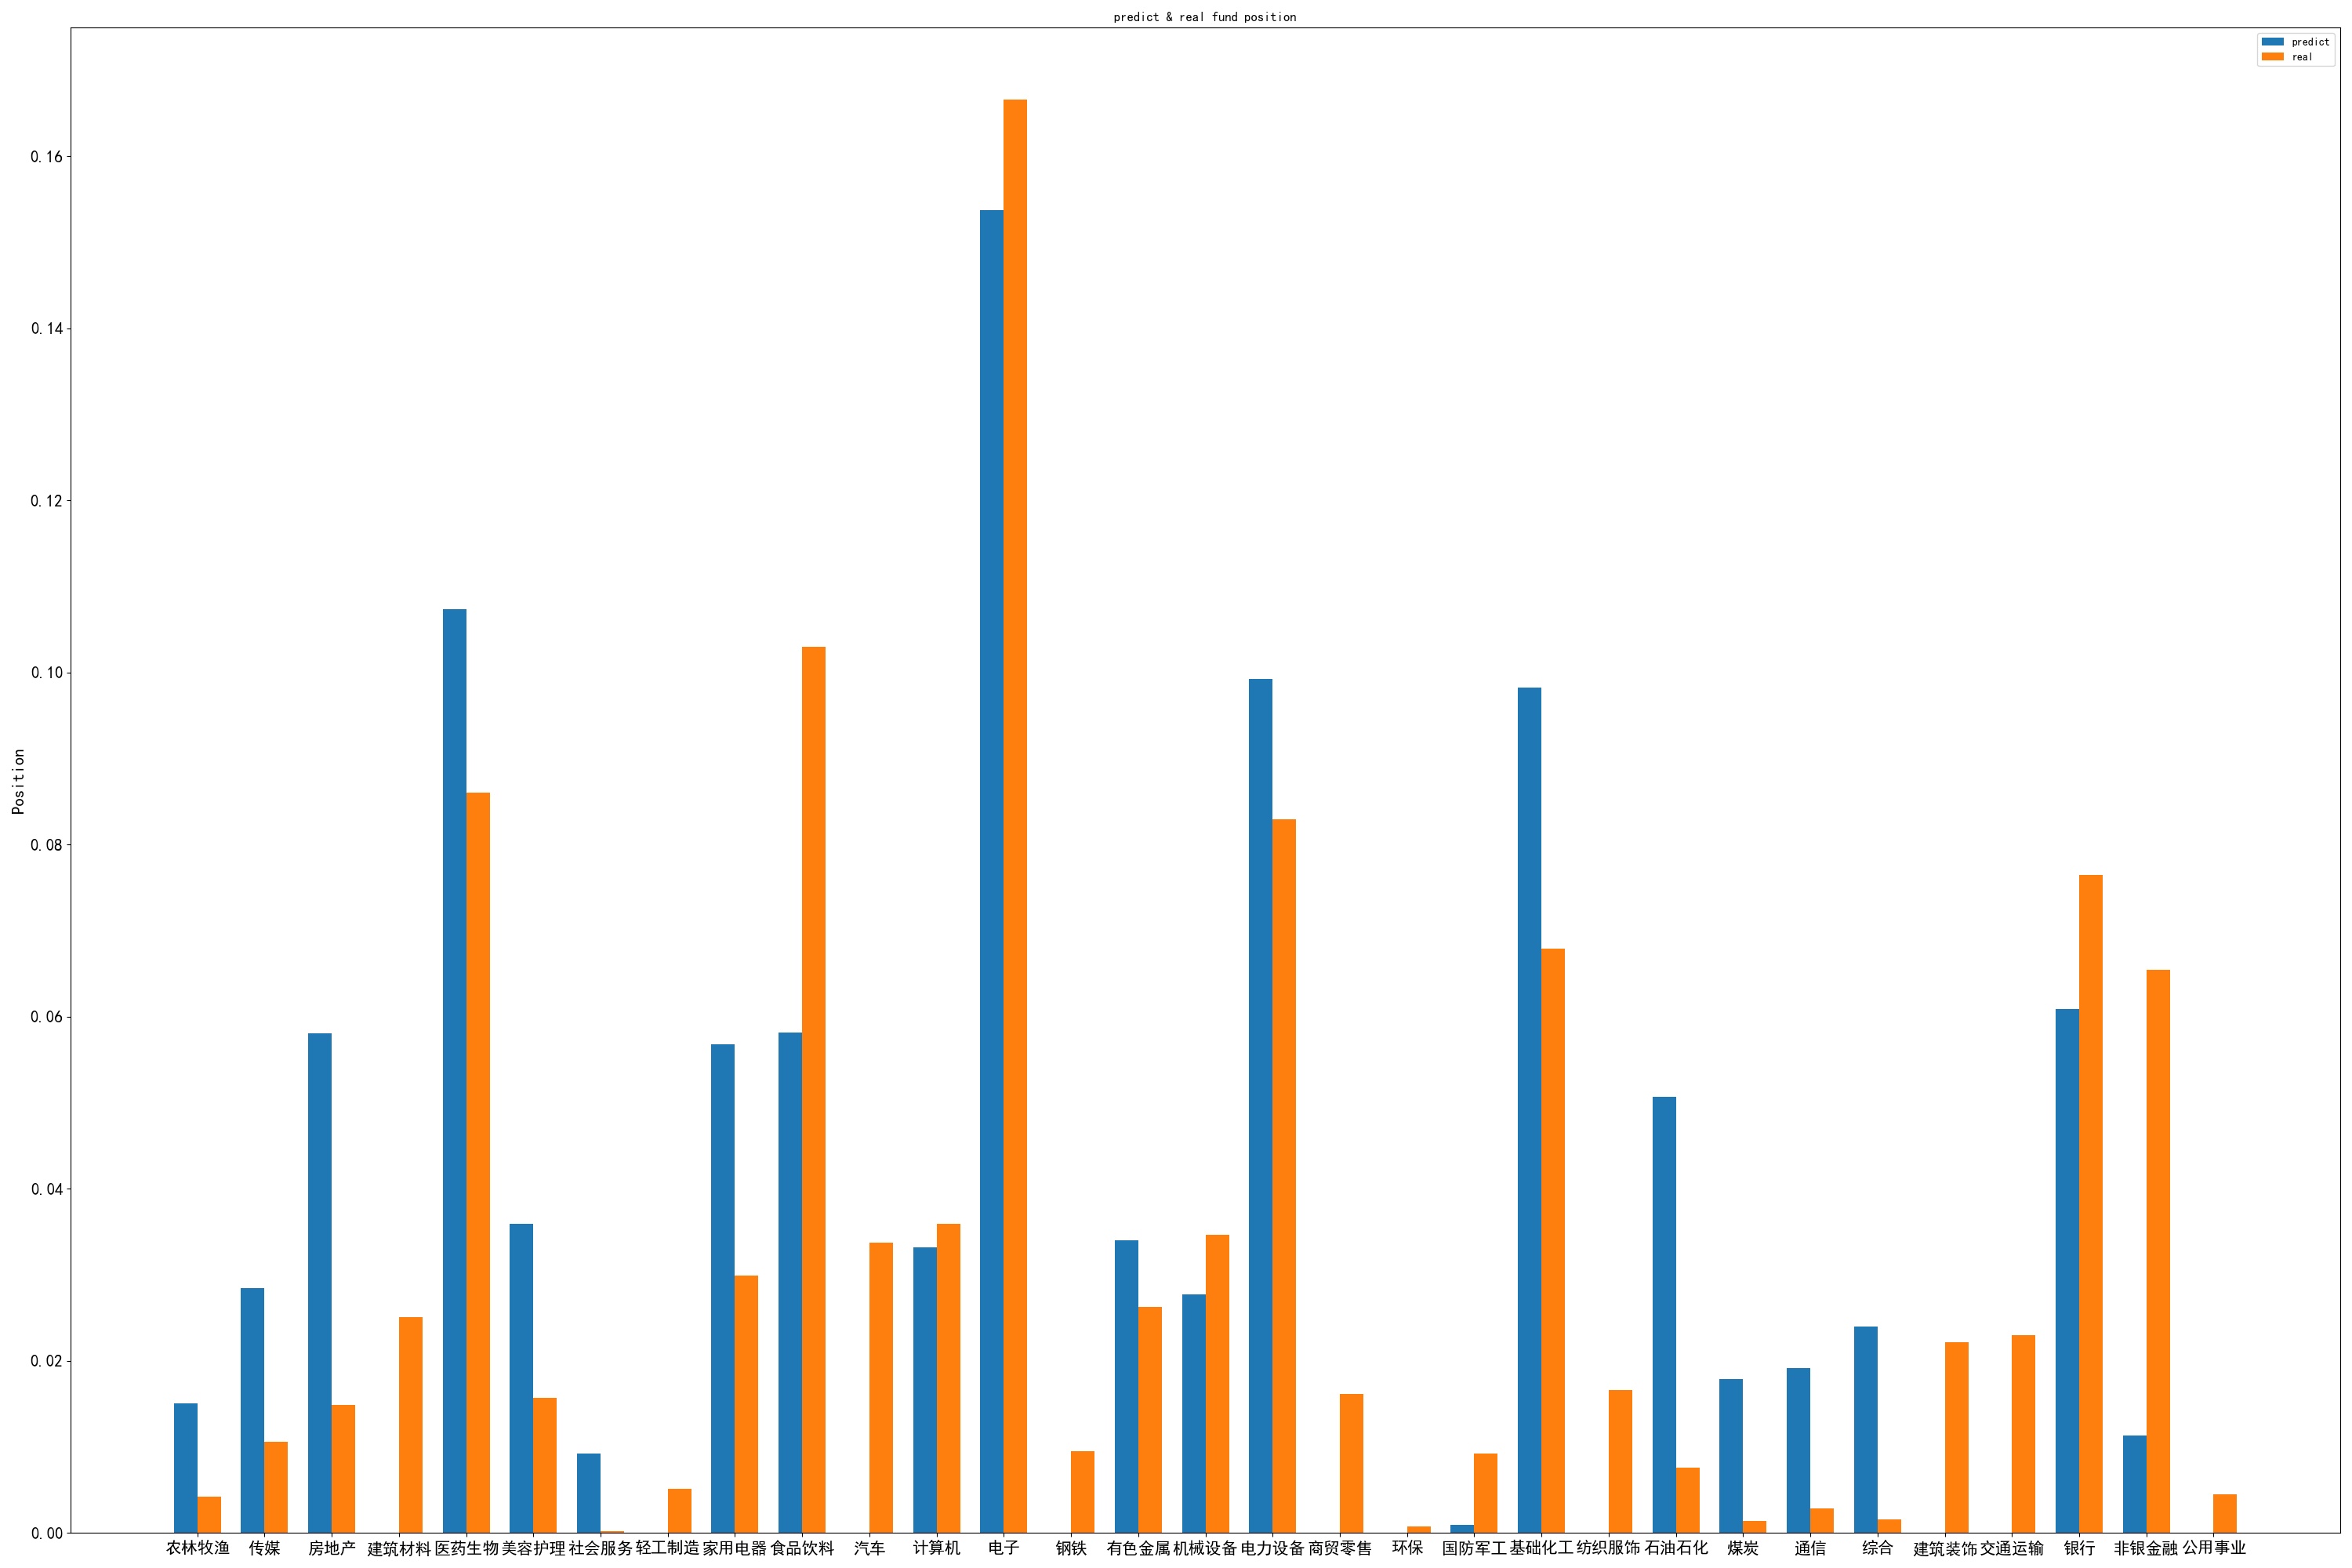 predict & real fund position
predict
real
Position
0.16
0.14
0.12
0.10
0.08
0.06
0.04
0.02
0.00
农林牧渔 传媒 房地产 建筑材料 医药生物 美容护理 社会服务 轻工制造 家用电器 食品饮料 汽车 计算机 电子 钢铁 有色金属 机械设备 电力设备 商贸零售 环保 国防军工 基础化工 纺织服饰 石油石化 煤炭 通信 综合 建筑装饰 交通运输 银行 非银金融 公用事业